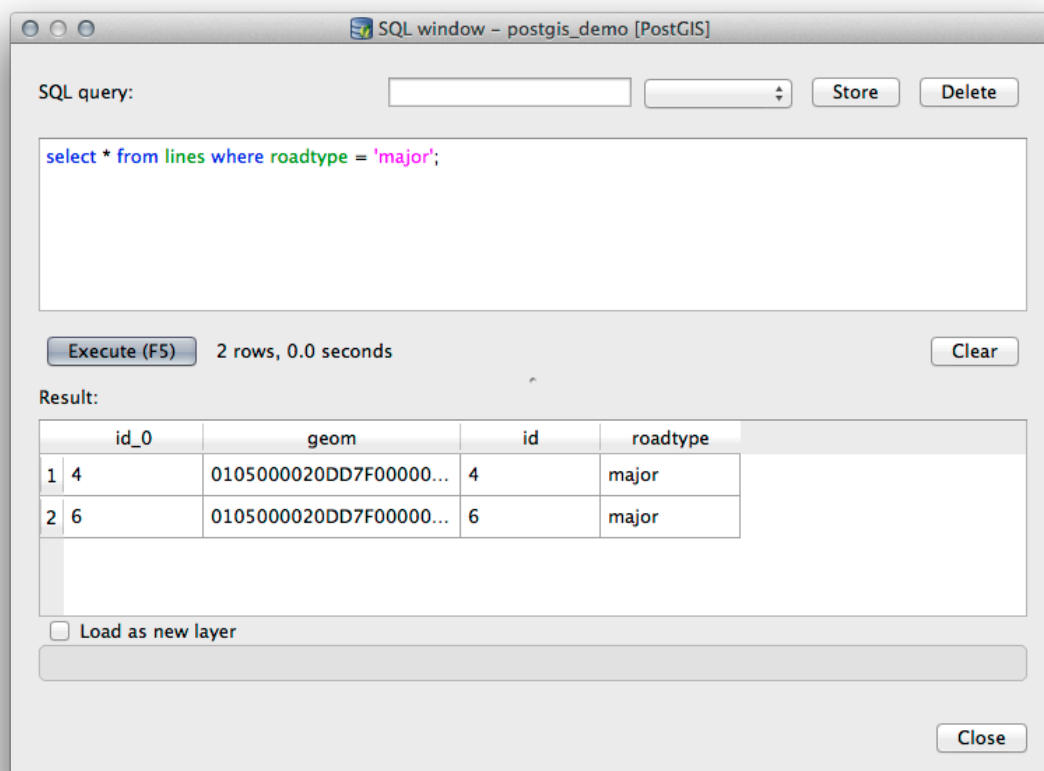 SQL window – postgis_demo [PostGIS]
SQL query:
Store
Delete
select * from lines where roadtype = 'major';
Execute (F5)
2 rows, 0.0 seconds
Clear
Result:
id_0 geom id roadtype
1 4 0105000020DD7F00000... 4 major
2 6 0105000020DD7F00000... 6 major
Load as new layer
Close